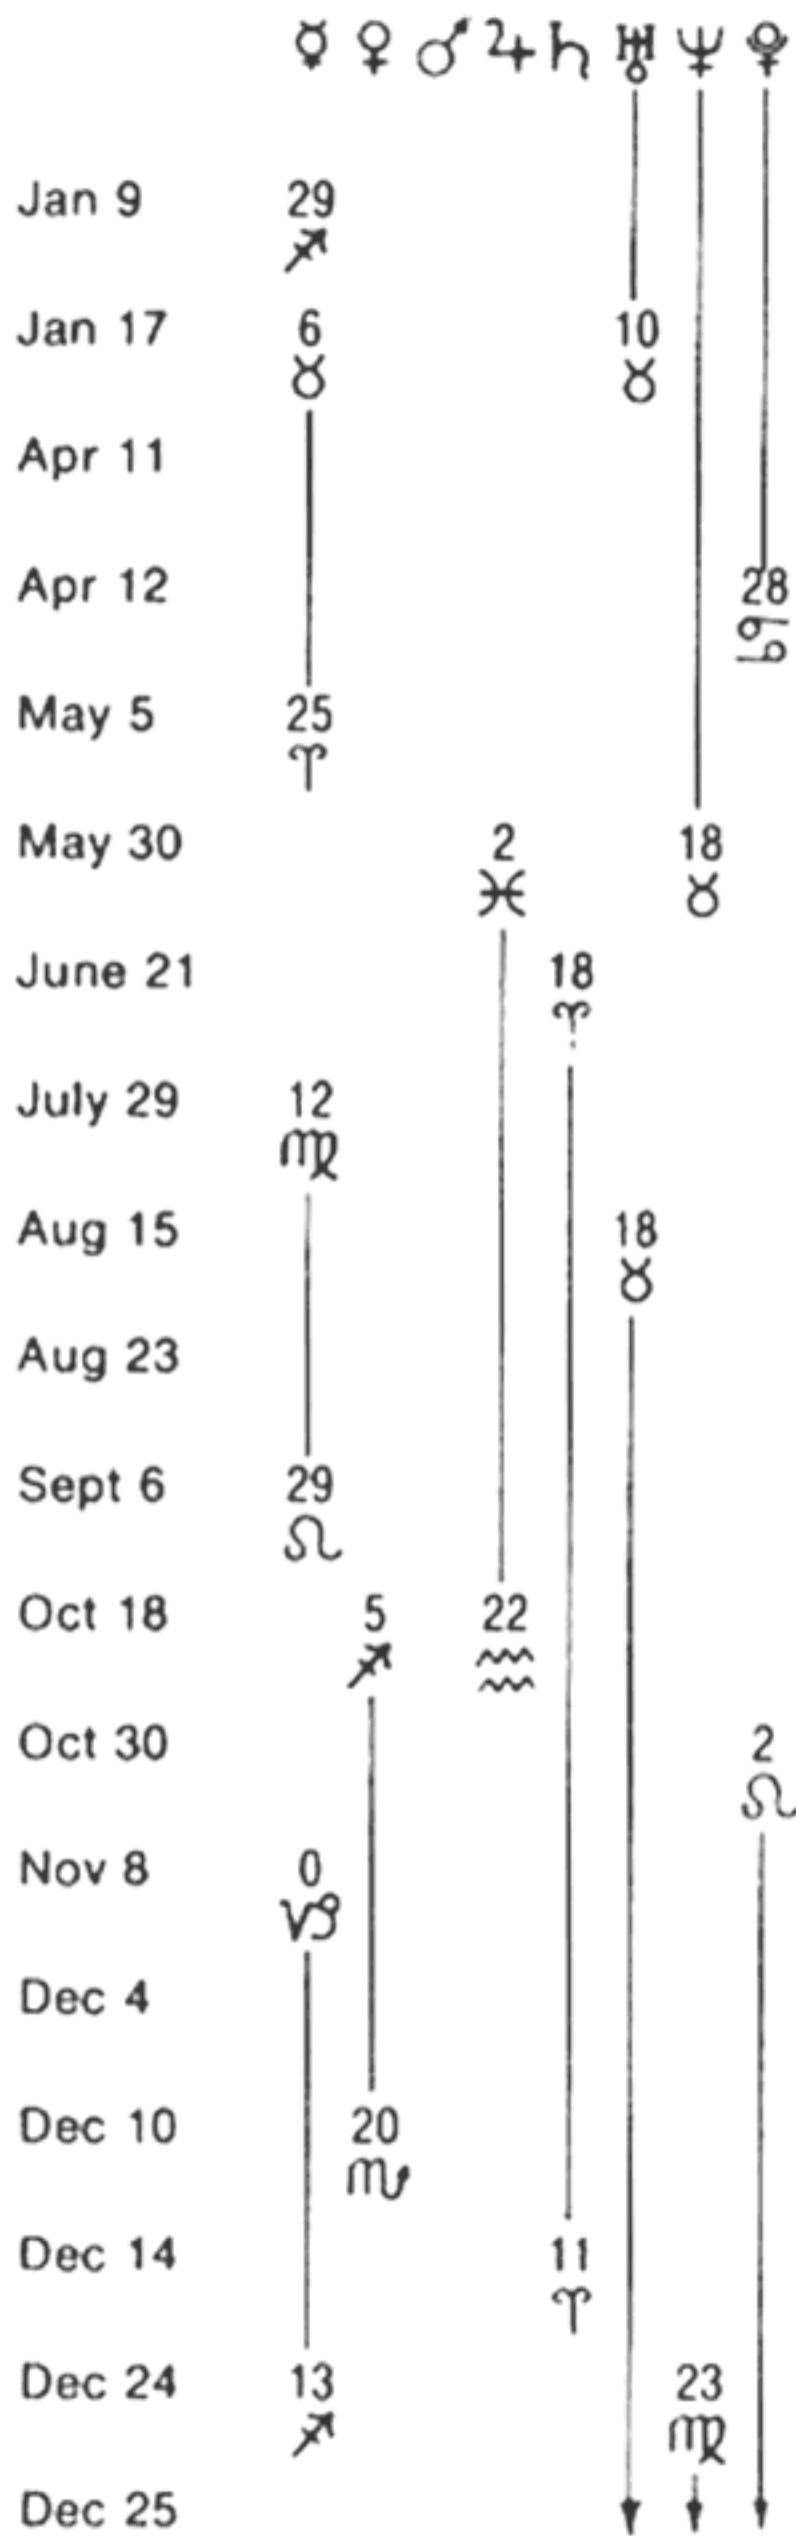 ☿ ♀ ♂ ♃ ♄ ♅ ♆ ♇
Jan 9 29
♐
Jan 17 6 10
♉ ♉
Apr 11
Apr 12 28
♋
May 5 25
♈
May 30 2 18
♓ ♉
June 21 18
♈
July 29 12
♍
Aug 15 18
♉
Aug 23
Sept 6 29
♌
Oct 18 5 22
♐ ♒
Oct 30 2
♌
Nov 8 0
♑
Dec 4
Dec 10 20
♏
Dec 14 11
♈
Dec 24 13 23
♐ ♍
Dec 25